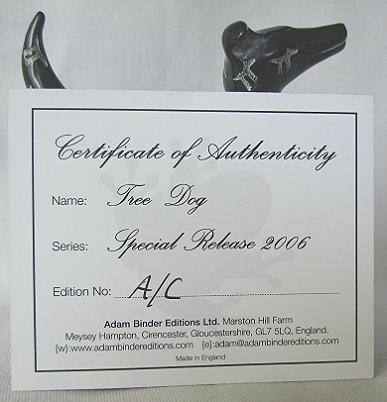 Certificate of Authenticity
Name: Tree Dog
Series: Special Release 2006
Edition No: A/C
Adam Binder Editions Ltd. Marston Hill Farm
Meysey Hampton, Cirencester, Gloucestershire, GL7 5LQ, England.
{w}:www.adambindereditions.com {e}:adam@adambindereditions.com
Made in England